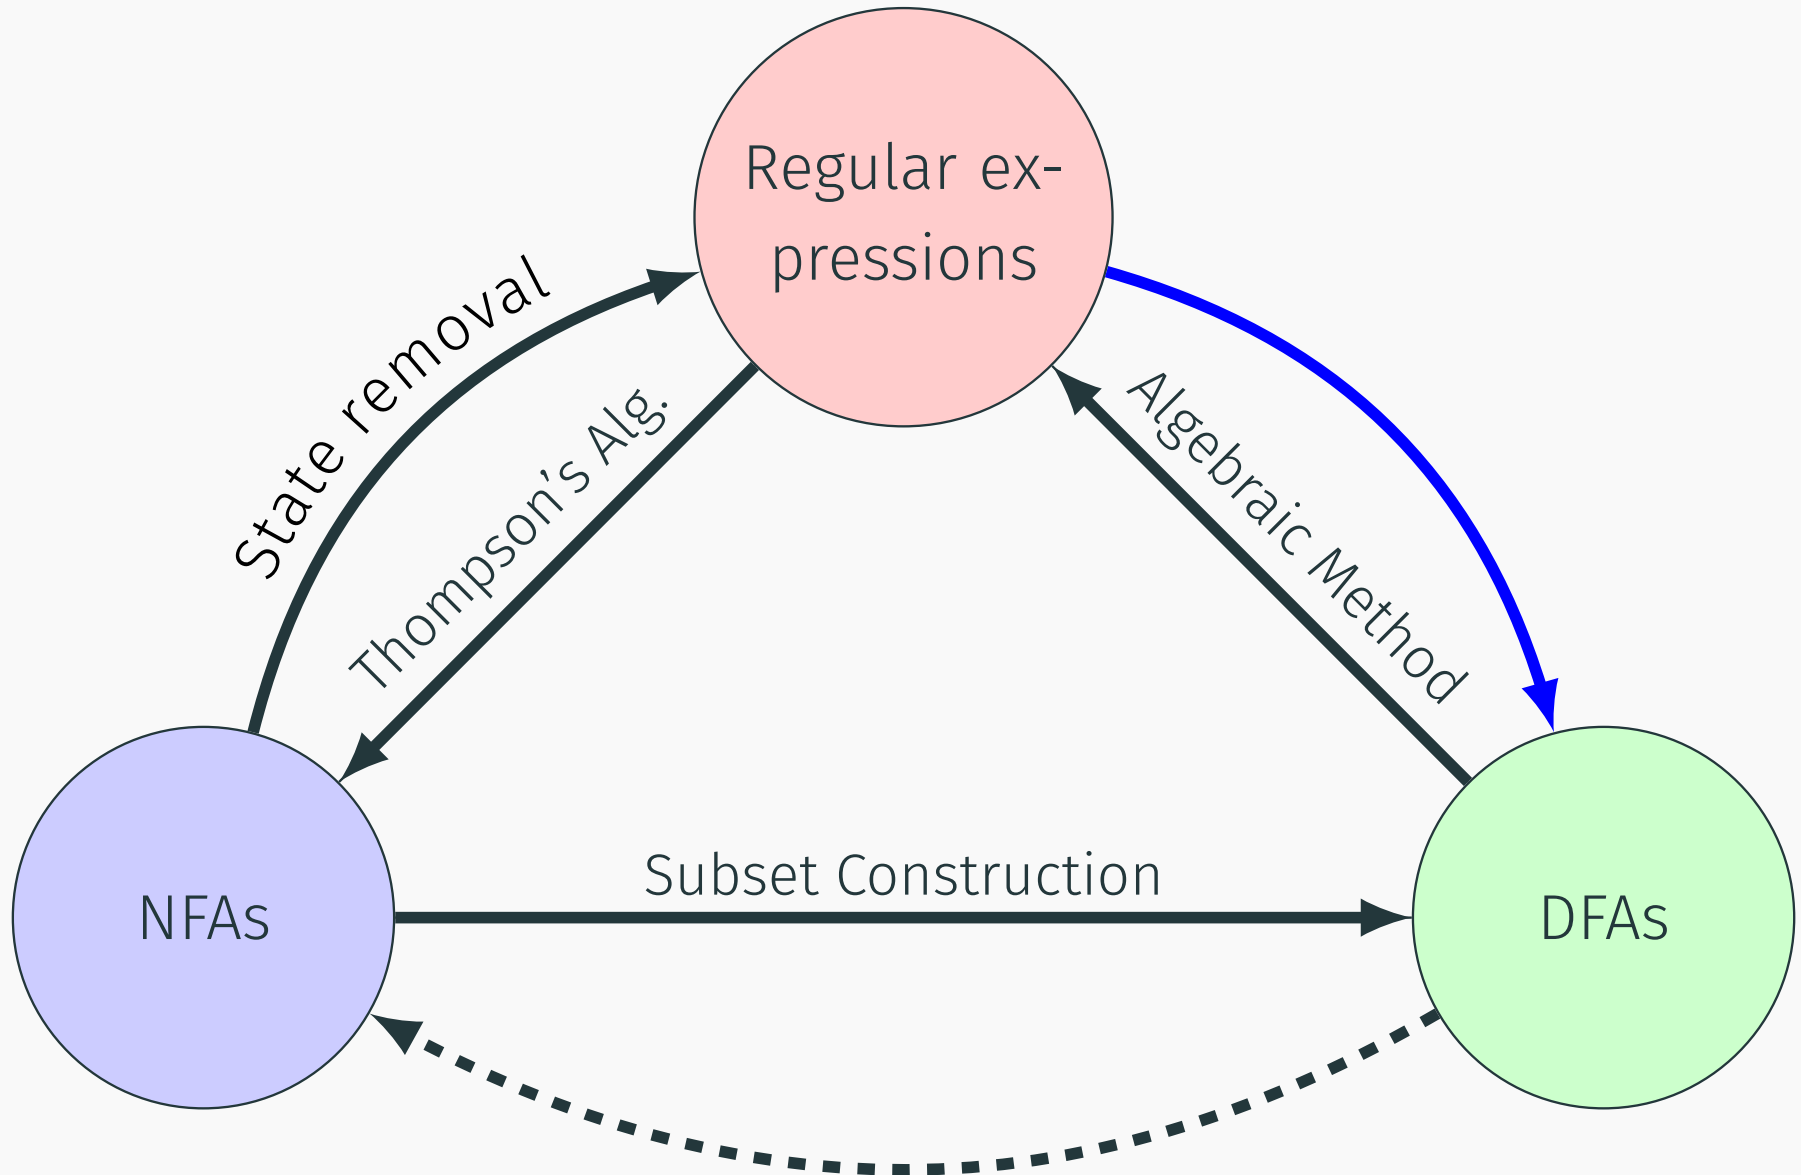 Regular ex-
pressions
State removal
Thompson's Alg.
Algebraic Method
Subset Construction
NFAs
DFAs